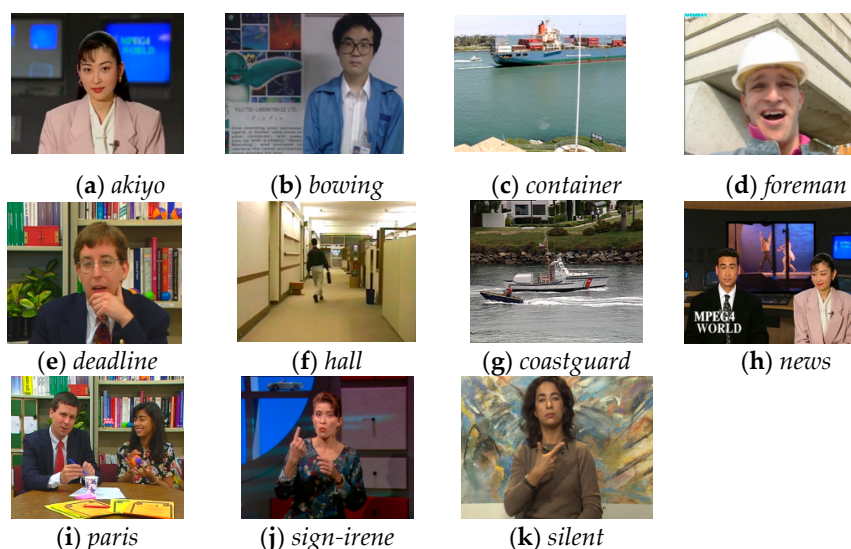 MPEG4
WORLD
(a) akiyo
(b) bowing
(c) container
(d) foreman
MPEG4
WORLD
(e) deadline
(f) hall
(g) coastguard
(h) news
(i) paris
(j) sign-irene
(k) silent